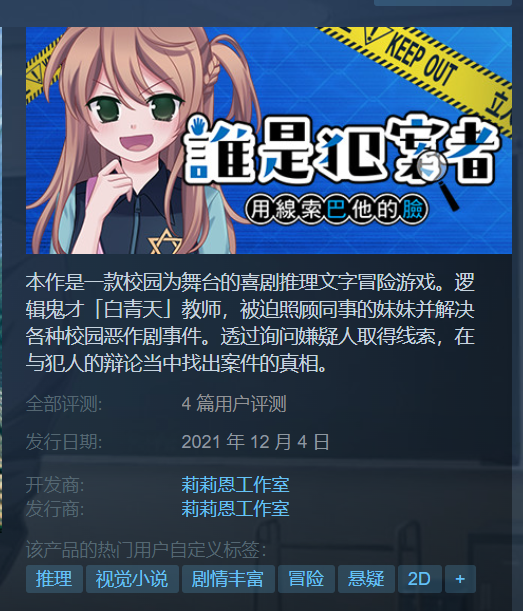 KEEP OUT
立
誰是犯案者
用線索巴他的臉
本作是一款校园为舞台的喜剧推理文字冒险游戏。逻
辑鬼才「白青天」教师，被迫照顾同事的妹妹并解决
各种校园恶作剧事件。透过询问嫌疑人取得线索，在
与犯人的辩论当中找出案件的真相。
全部评测: 4 篇用户评测
发行日期: 2021 年 12 月 4 日
开发商: 莉莉恩工作室
发行商: 莉莉恩工作室
该产品的热门用户自定义标签:
推理 视觉小说 剧情丰富 冒险 悬疑 2D +